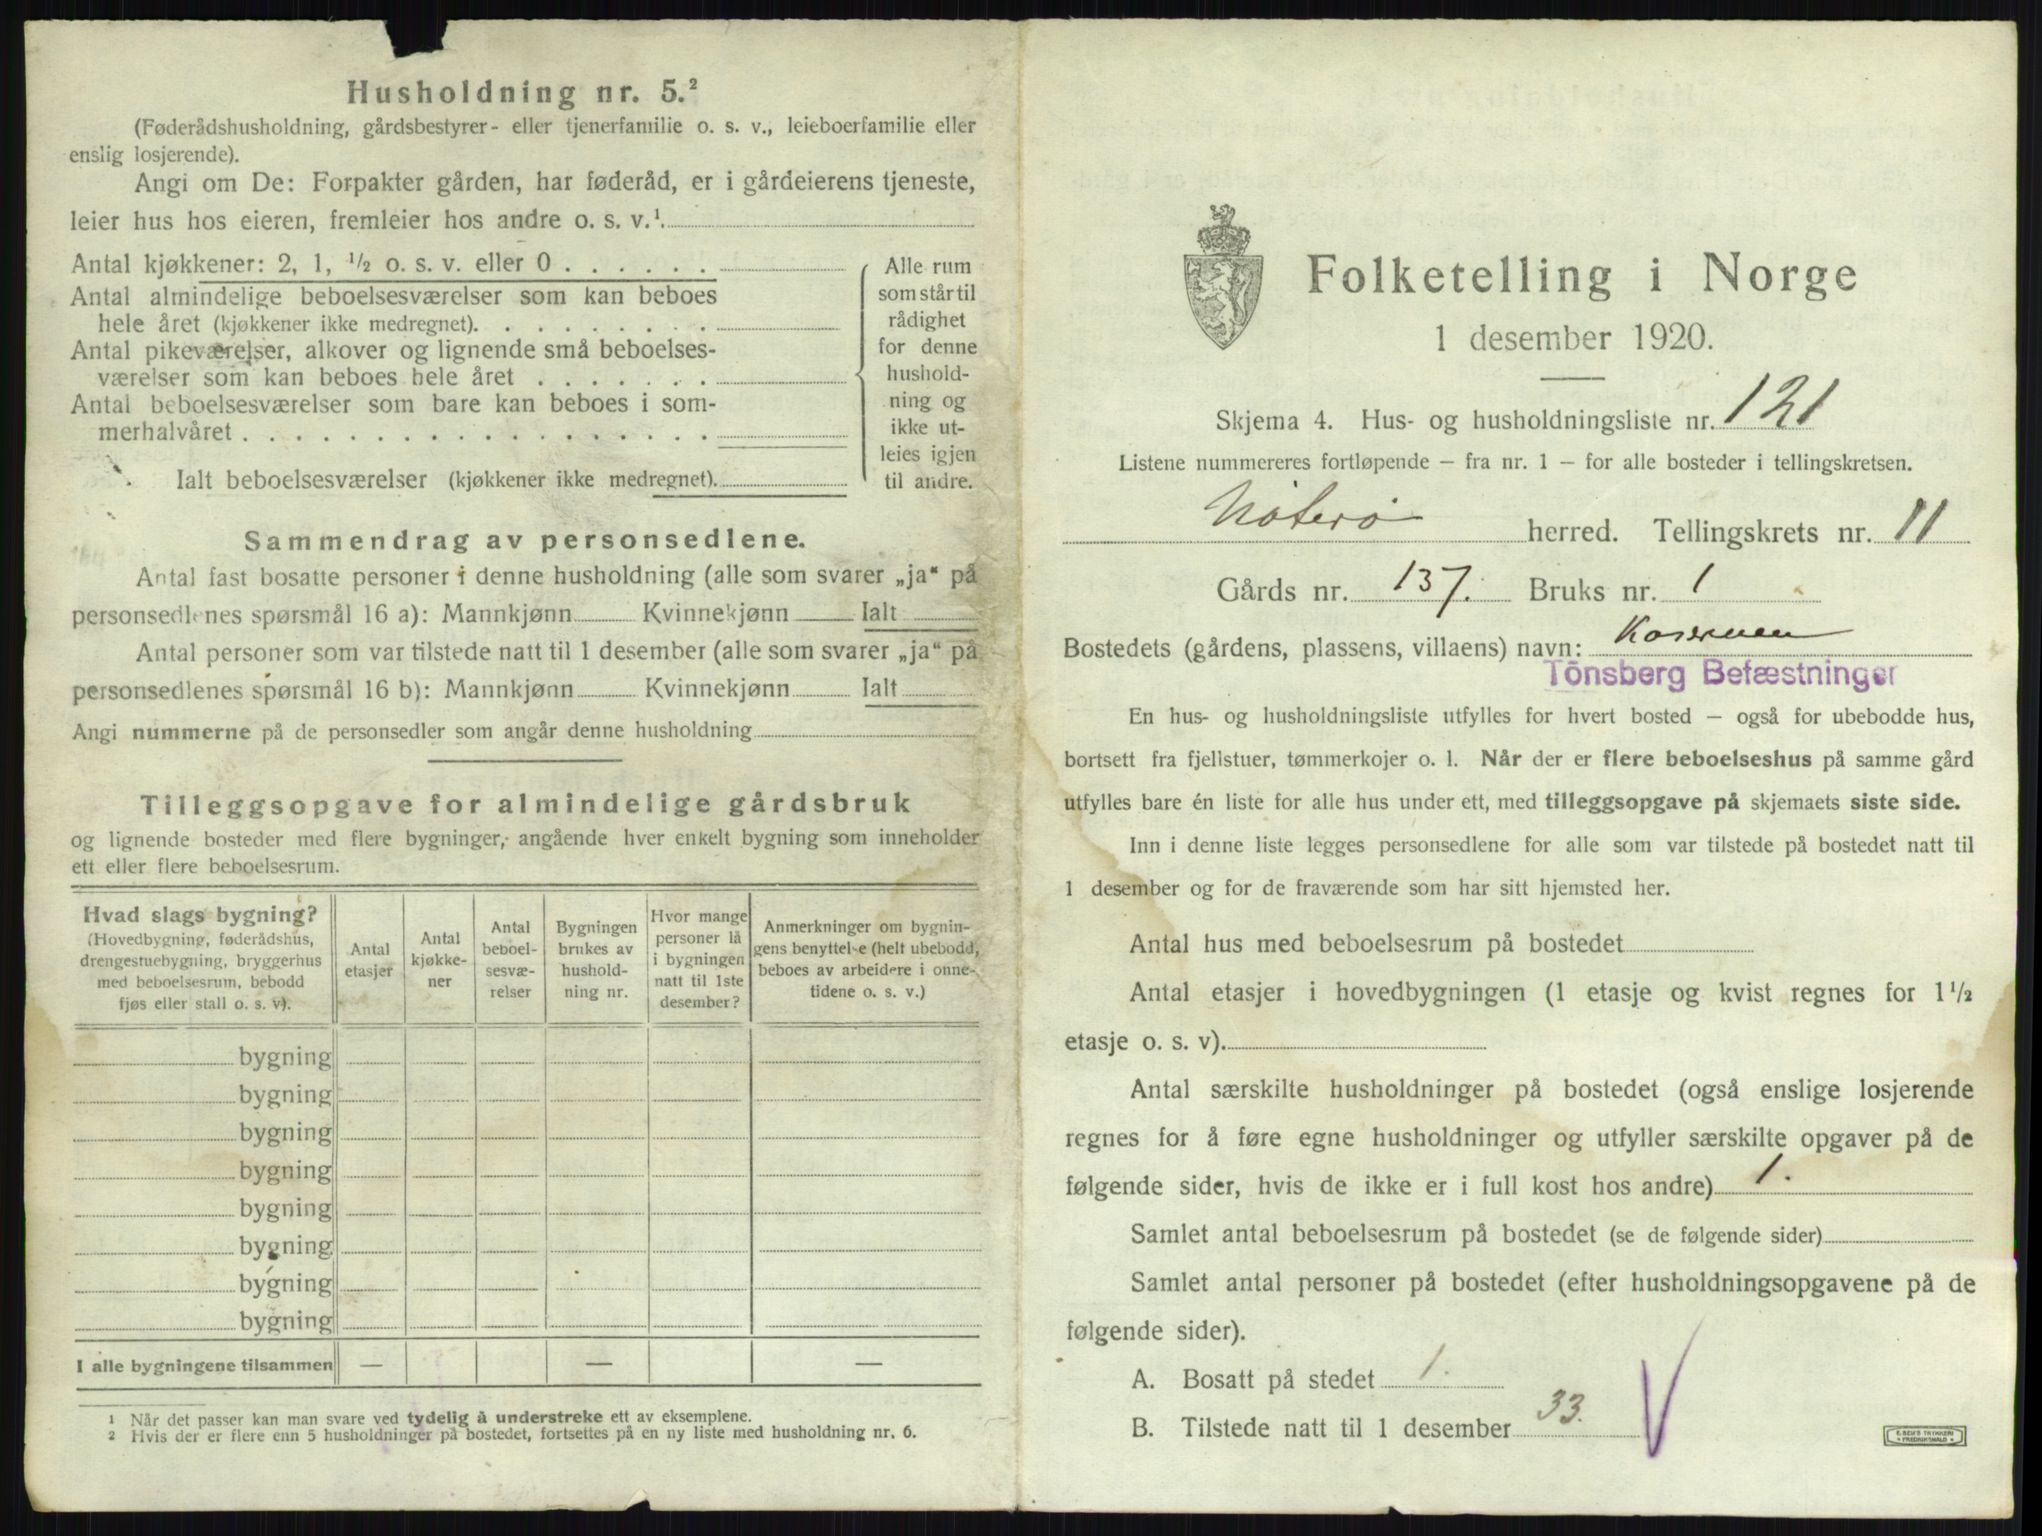 Husholdning nr. 5.²
(Føderådshusholdning, gårdsbestyrer- eller tjenerfamilie o. s. v., leieboerfamilie eller
enslig losjerende).
Angi om De: Forpakter gården, har føderåd, er i gårdeierens tjeneste,
leier hus hos eieren, fremleier hos andre o. s. v.¹.
Antal kjøkkener: 2, 1, ½ o. s. v. eller 0 . . . . . .
Antal almindelige beboelsesværelser som kan beboes
hele året (kjøkkener ikke medregnet). . . . . . . . .
Antal pikeværelser, alkover og lignende små beboelses-
værelser som kan beboes hele året . . . . . . .
Antal beboelsesværelser som bare kan beboes i som-
merhalvåret . . . . . . . . . . . . . . . . . .
Ialt beboelsesværelser (kjøkkener ikke medregnet).
Alle rum
som står til
rådighet
for denne
hushold-
ning og
ikke ut-
leies igjen
til andre.
Sammendrag av personsedlene.
Antal fast bosatte personer i denne husholdning (alle som svarer „ja“ på
personsedlenes spørsmål 16 a): Mannkjønn Kvinnekjønn Ialt
Antal personer som var tilstede natt til 1 desember (alle som svarer „ja“ på
personsedlenes spørsmål 16 b): Mannkjønn Kvinnekjønn Ialt
Angi nummerne på de personsedler som angår denne husholdning
Tilleggsopgave for almindelige gårdsbruk
og lignende bosteder med flere bygninger, angående hver enkelt bygning som inneholder
ett eller flere beboelsesrum.
Hvad slags bygning?
(Hovedbygning, føderådshus,
drengestuebygning, bryggerhus
med beboelsesrum, bebodd
fjøs eller stall o. s. v).
Antal
etasjer
Antal
kjøkke-
ner
Antal
beboel-
sesvæ-
relser
Bygningen
brukes av
hushold-
ning nr.
Hvor mange
personer lå
i bygningen
natt til 1ste
desember?
Anmerkninger om bygnin-
gens benyttelse (helt ubebodd,
beboes av arbeidere i onne-
tidene o. s. v.)
bygning
bygning
bygning
bygning
bygning
bygning
bygning
bygning
I alle bygningene tilsammen — — —
¹ Når det passer kan man svare ved tydelig å understreke ett av eksemplene.
² Hvis der er flere enn 5 husholdninger på bostedet, fortsettes på en ny liste med husholdning nr. 6.
Folketelling i Norge
1 desember 1920.
Skjema 4. Hus- og husholdningsliste nr. 121
Listene nummereres fortløpende – fra nr. 1 – for alle bosteder i tellingskretsen.
Nøterø herred. Tellingskrets nr. 11
Gårds nr. 137. Bruks nr. 1
Bostedets (gårdens, plassens, villaens) navn: Kasernen
Tönsberg Befæstninger
En hus- og husholdningsliste utfylles for hvert bosted – også for ubebodde hus,
bortsett fra fjellstuer, tømmerkojer o. l. Når der er flere beboelseshus på samme gård
utfylles bare én liste for alle hus under ett, med tilleggsopgave på skjemaets siste side.
Inn i denne liste legges personsedlene for alle som var tilstede på bostedet natt til
1 desember og for de fraværende som har sitt hjemsted her.
Antal hus med beboelsesrum på bostedet
Antal etasjer i hovedbygningen (1 etasje og kvist regnes for 1½
etasje o. s. v).
Antal særskilte husholdninger på bostedet (også enslige losjerende
regnes for å føre egne husholdninger og utfyller særskilte opgaver på de
følgende sider, hvis de ikke er i full kost hos andre) 1.
Samlet antal beboelsesrum på bostedet (se de følgende sider)
Samlet antal personer på bostedet (efter husholdningsopgavene på de
følgende sider).
A. Bosatt på stedet 1.
B. Tilstede natt til 1 desember 33.